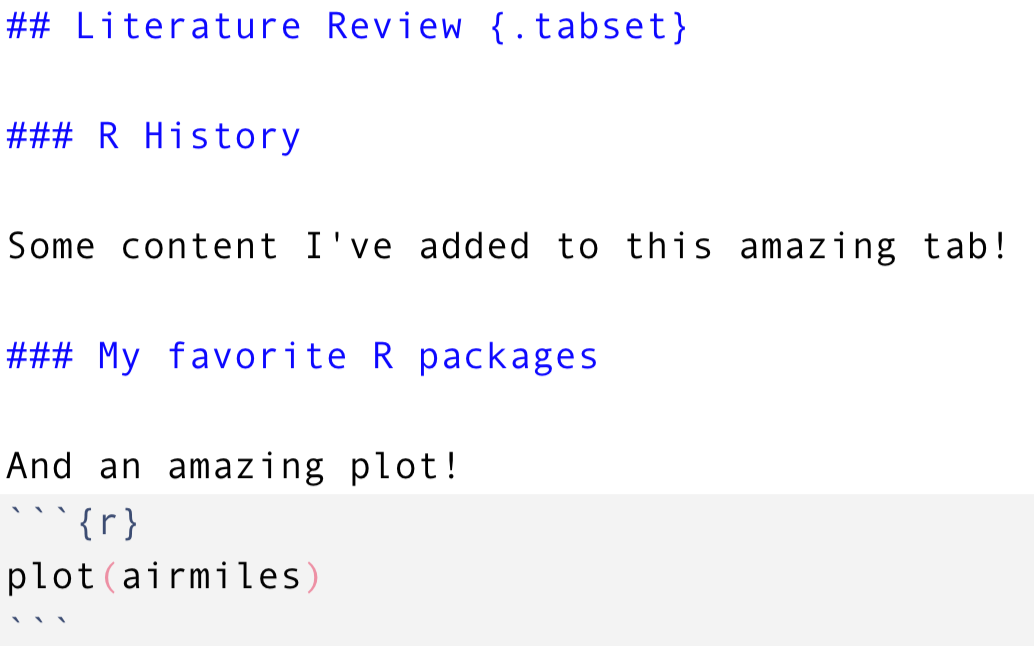 ## Literature Review {.tabset}
### R History
Some content I've added to this amazing tab!
### My favorite R packages
And an amazing plot!
```{r}
plot(airmiles)
```